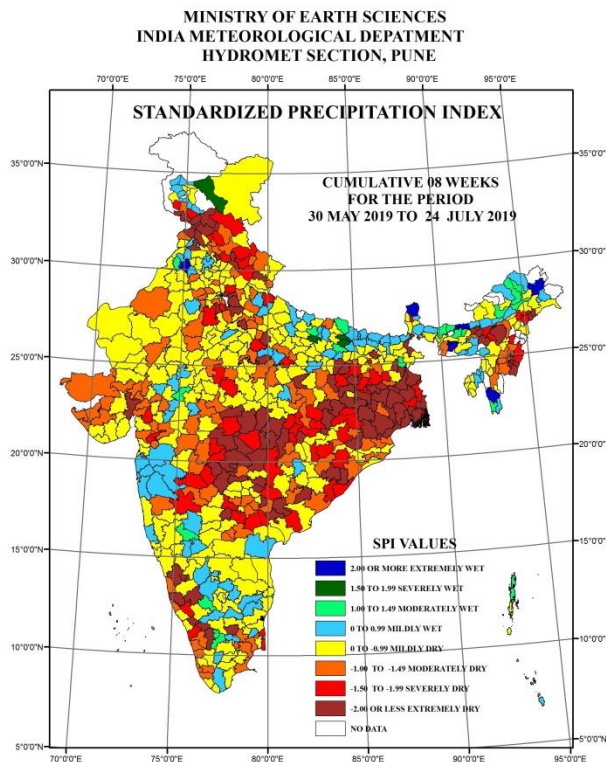 MINISTRY OF EARTH SCIENCES
INDIA METEOROLOGICAL DEPATMENT
HYDROMET SECTION, PUNE
70°0'0"E 75°0'0"E 80°0'0"E 85°0'0"E 90°0'0"E 95°0'0"E
STANDARDIZED PRECIPITATION INDEX
35°0'0"N 35°0'0"N
CUMULATIVE 08 WEEKS
FOR THE PERIOD
30 MAY 2019 TO 24 JULY 2019
30°0'0"N 30°0'0"N
25°0'0"N 25°0'0"N
20°0'0"N 20°0'0"N
SPI VALUES
15°0'0"N 15°0'0"N
2.00 OR MORE EXTREMELY WET
1.50 TO 1.99 SEVERELY WET
1.00 TO 1.49 MODERATELY WET
0 TO 0.99 MILDLY WET
10°0'0"N 10°0'0"N
0 TO -0.99 MILDLY DRY
-1.00 TO -1.49 MODERATELY DRY
-1.50 TO -1.99 SEVERELY DRY
-2.00 OR LESS EXTREMELY DRY
NO DATA
5°0'0"N 5°0'0"N
70°0'0"E 75°0'0"E 80°0'0"E 85°0'0"E 90°0'0"E 95°0'0"E